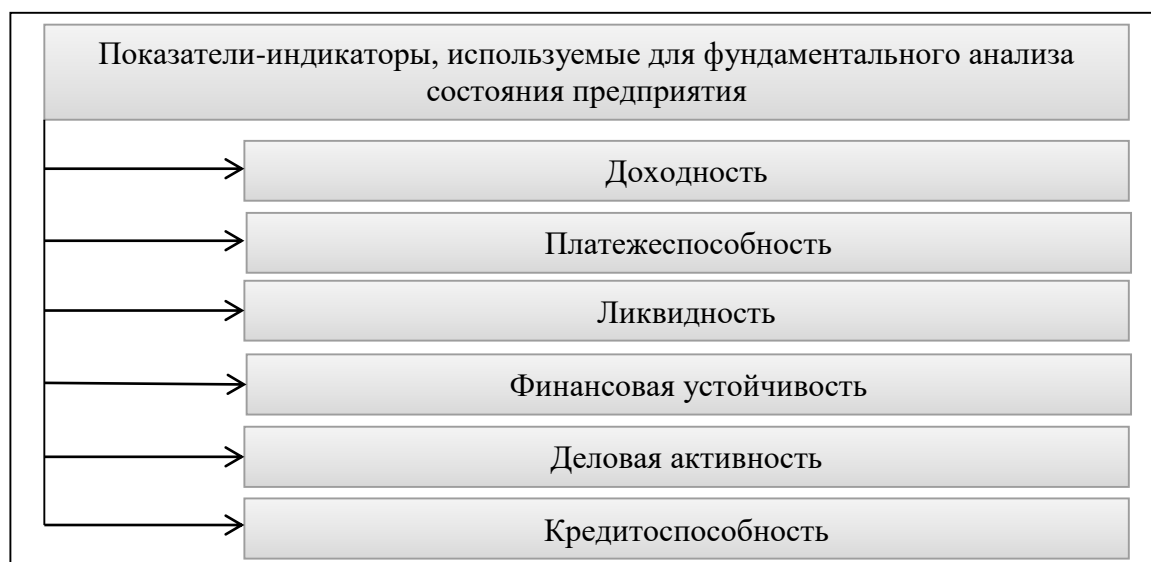 Показатели-индикаторы, используемые для фундаментального анализа
состояния предприятия
Доходность
Платежеспособность
Ликвидность
Финансовая устойчивость
Деловая активность
Кредитоспособность